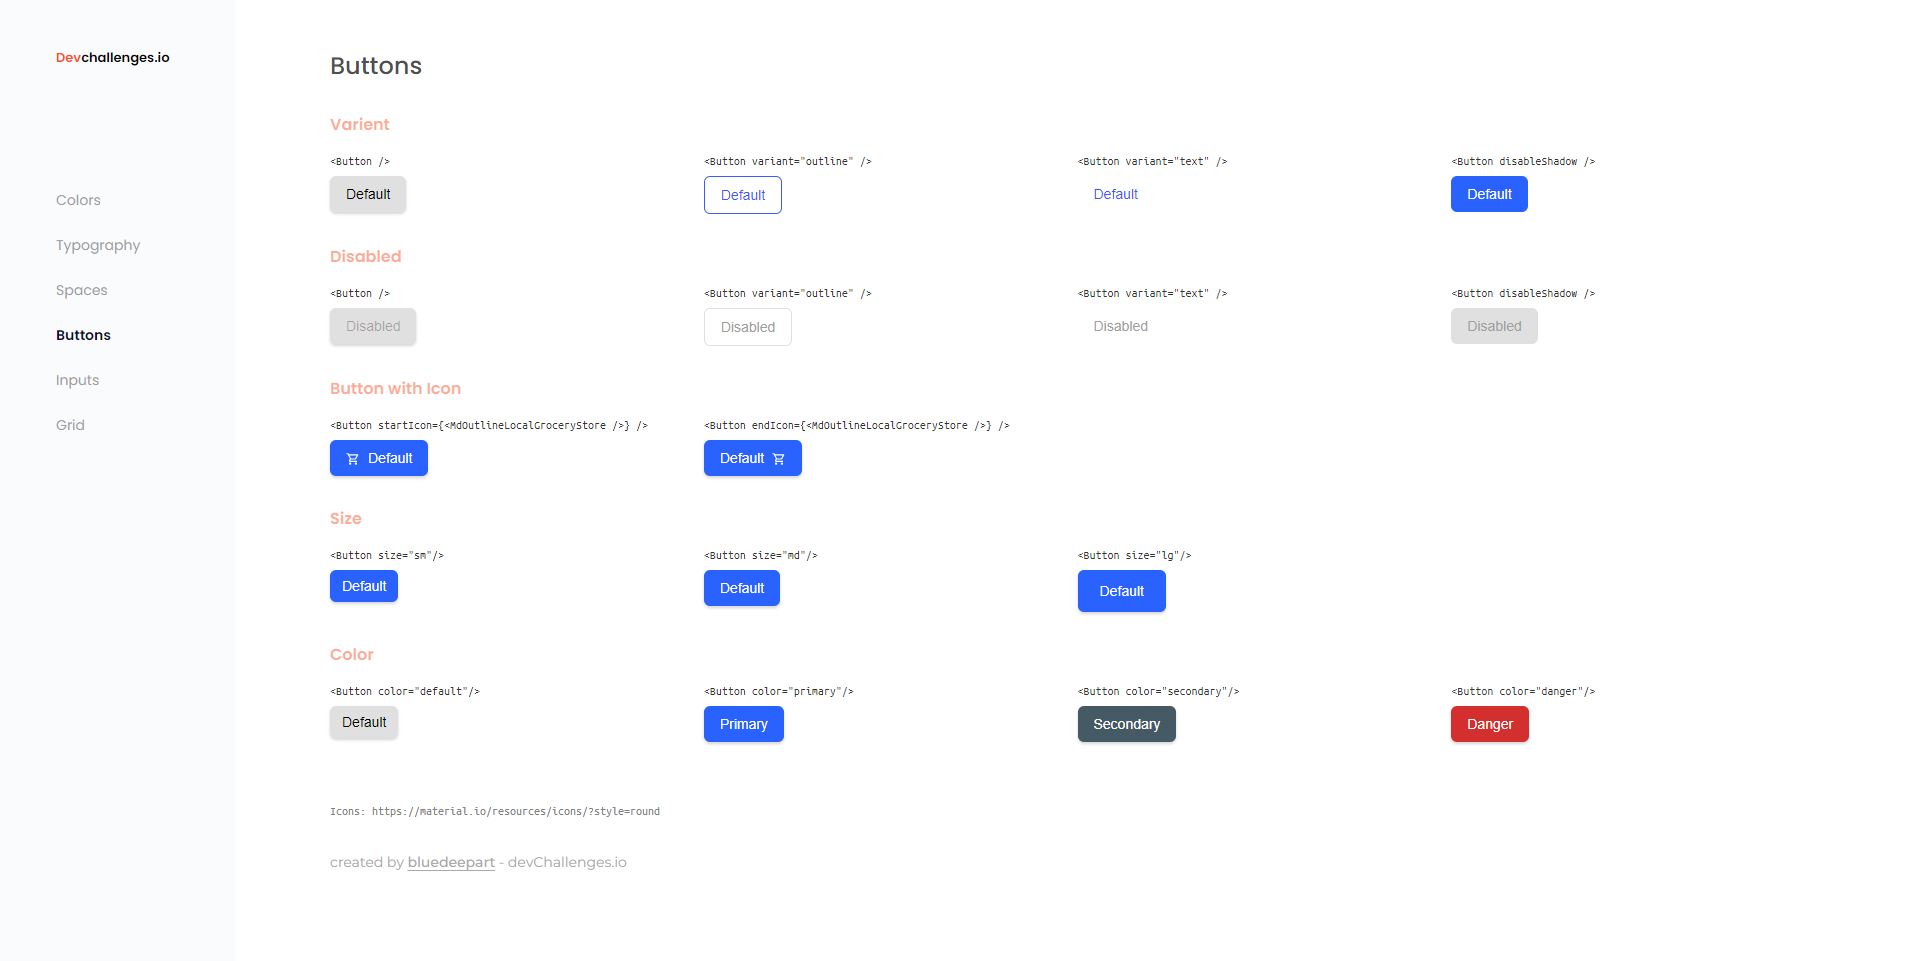 Devchallenges.io
Colors
Typography
Spaces
Buttons
Inputs
Grid
Buttons
Varient
<Button /> <Button variant="outline" /> <Button variant="text" /> <Button disableShadow />
Default Default Default Default
Disabled
<Button /> <Button variant="outline" /> <Button variant="text" /> <Button disableShadow />
Disabled Disabled Disabled Disabled
Button with Icon
<Button startIcon={<MdOutlineLocalGroceryStore />} /> <Button endIcon={<MdOutlineLocalGroceryStore />} />
Default Default
Size
<Button size="sm"/> <Button size="md"/> <Button size="lg"/>
Default Default Default
Color
<Button color="default"/> <Button color="primary"/> <Button color="secondary"/> <Button color="danger"/>
Default Primary Secondary Danger
Icons: https://material.io/resources/icons/?style=round
created by bluedeepart - devChallenges.io